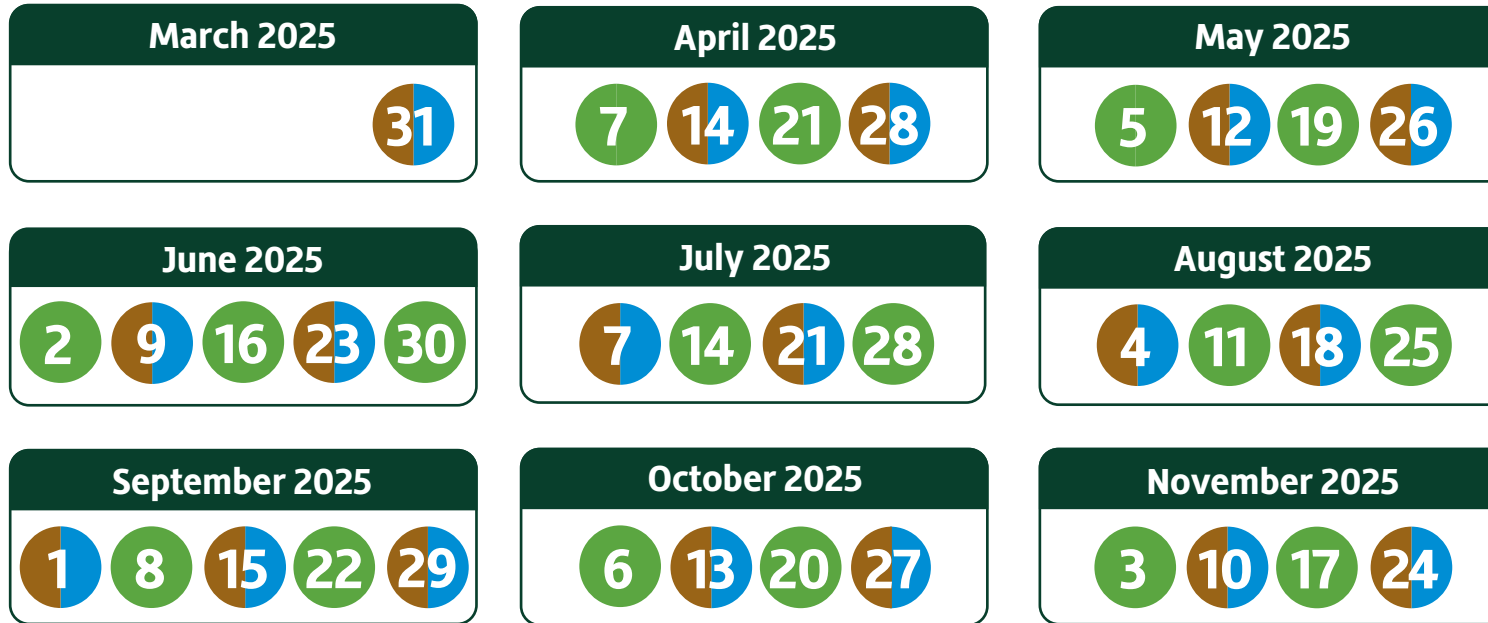 March 2025
31
April 2025
7 14 21 28
May 2025
5 12 19 26
June 2025
2 9 16 23 30
July 2025
7 14 21 28
August 2025
4 11 18 25
September 2025
1 8 15 22 29
October 2025
6 13 20 27
November 2025
3 10 17 24